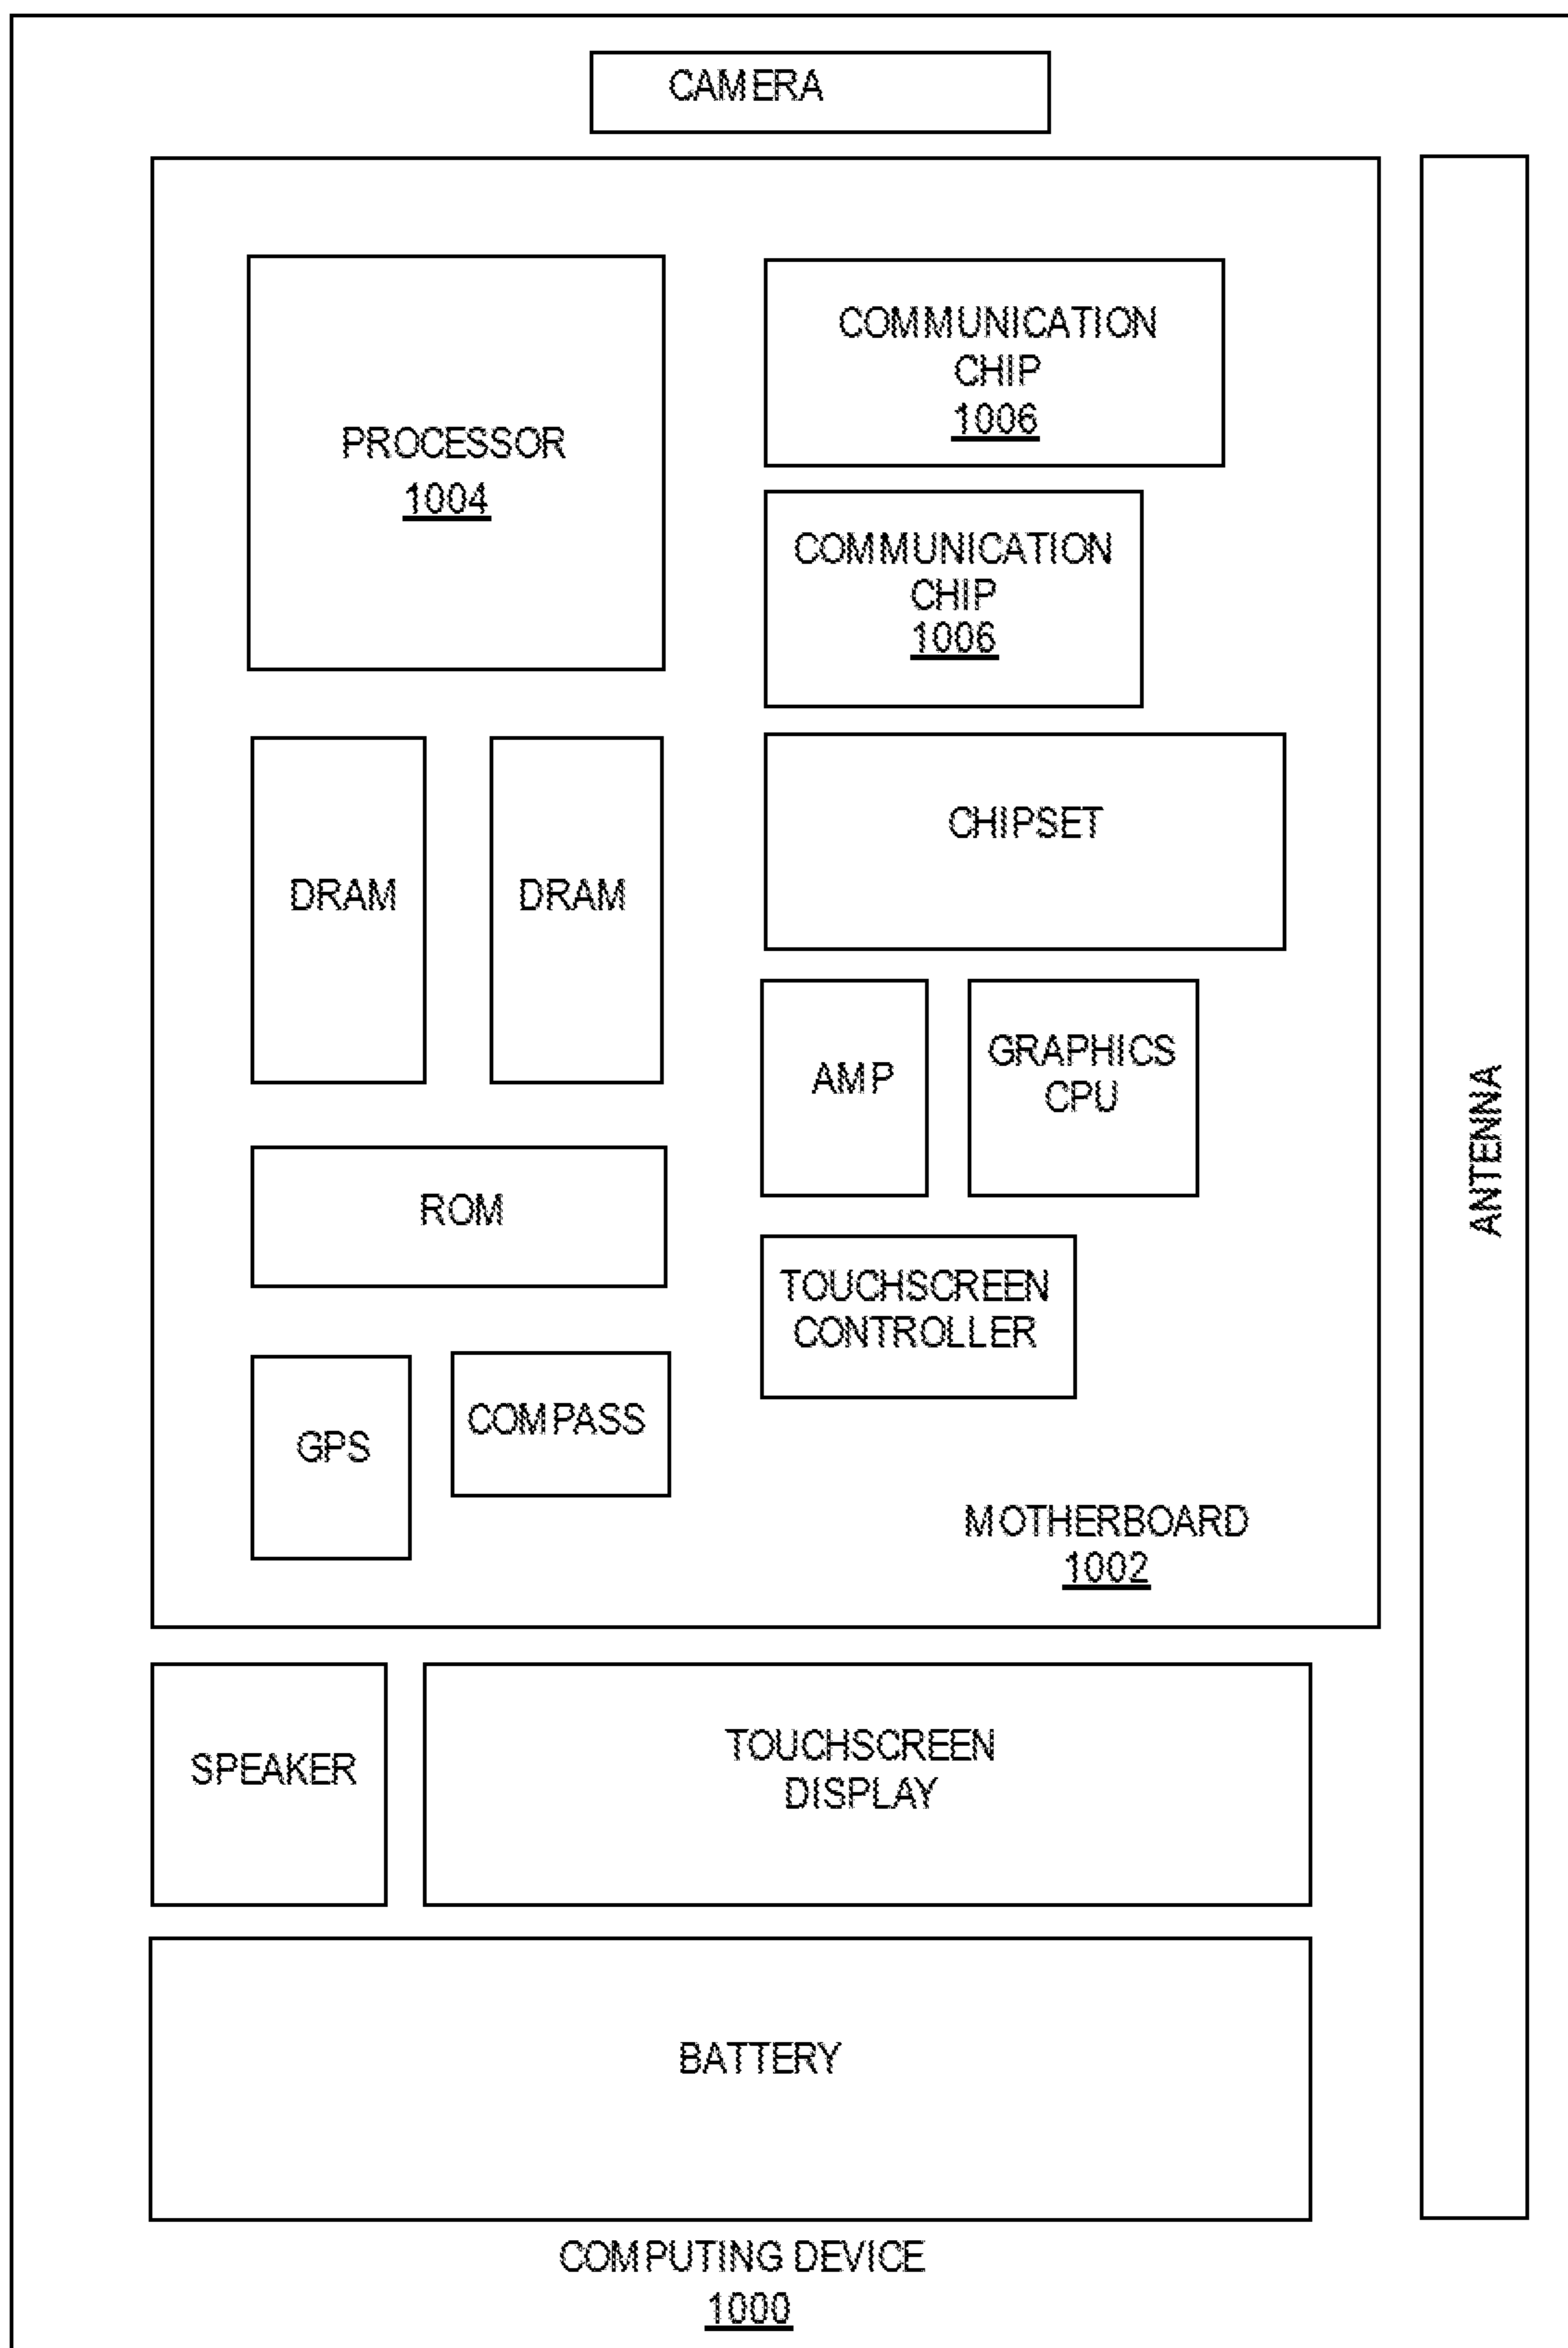 CAMERA
PROCESSOR
1004
COMMUNICATION
CHIP
1006
COMMUNICATION
CHIP
1006
DRAM
DRAM
CHIPSET
AMP
GRAPHICS
CPU
ROM
TOUCHSCREEN
CONTROLLER
GPS
COMPASS
MOTHERBOARD
1002
ANTENNA
SPEAKER
TOUCHSCREEN
DISPLAY
BATTERY
COMPUTING DEVICE
1000